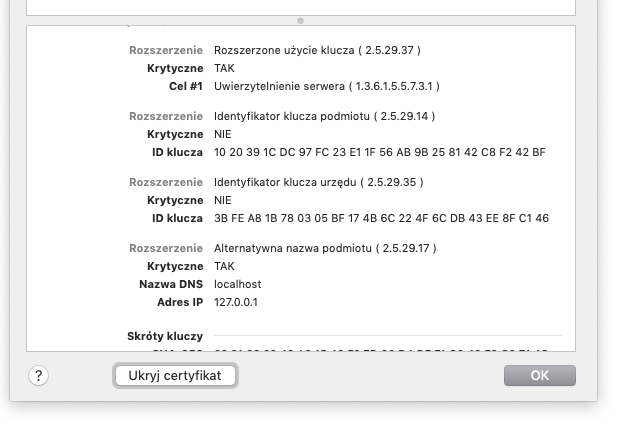 Rozszerzenie Rozszerzone użycie klucza ( 2.5.29.37 )
Krytyczne TAK
Cel #1 Uwierzytelnienie serwera ( 1.3.6.1.5.5.7.3.1 )
Rozszerzenie Identyfikator klucza podmiotu ( 2.5.29.14 )
Krytyczne NIE
ID klucza 10 20 39 1C DC 97 FC 23 E1 1F 56 AB 9B 25 81 42 C8 F2 42 BF
Rozszerzenie Identyfikator klucza urzędu ( 2.5.29.35 )
Krytyczne NIE
ID klucza 3B FE A8 1B 78 03 05 BF 17 4B 6C 22 4F 6C DB 43 EE 8F C1 46
Rozszerzenie Alternatywna nazwa podmiotu ( 2.5.29.17 )
Krytyczne TAK
Nazwa DNS localhost
Adres IP 127.0.0.1
Skróty kluczy
? Ukryj certyfikat OK